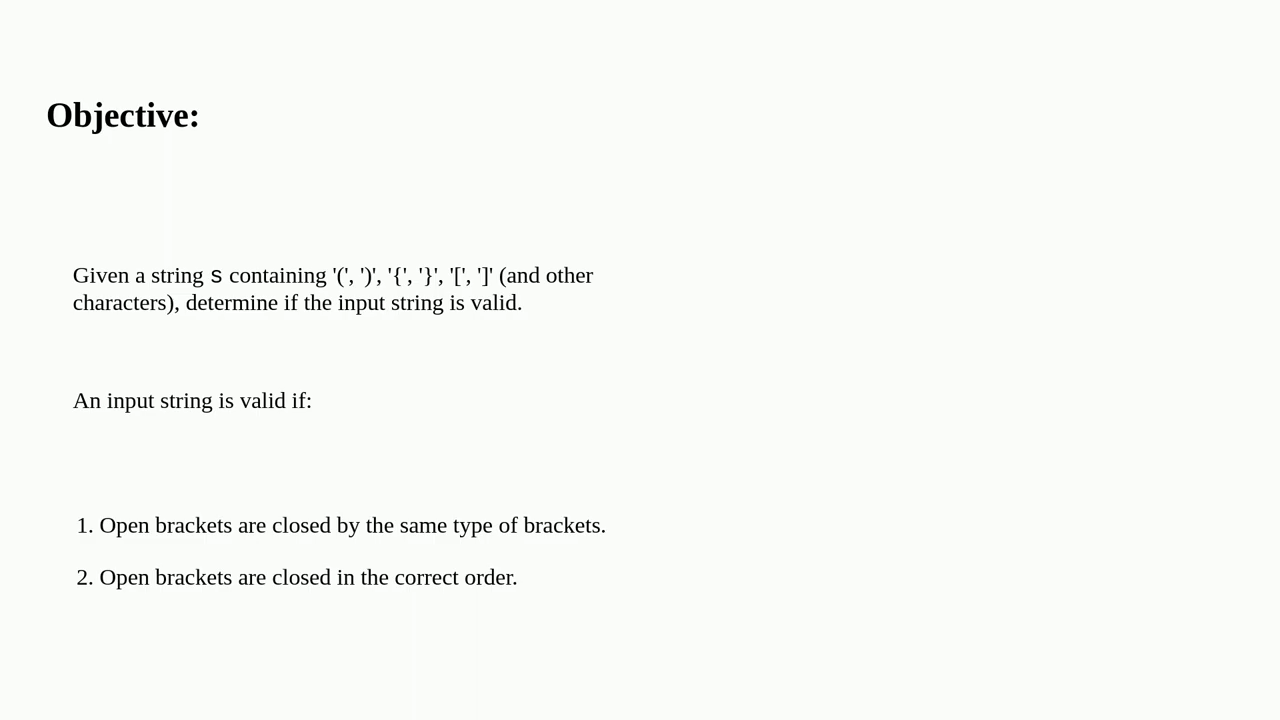 Objective:
Given a string s containing '(', ')', '{', '}', '[', ']' (and other
characters), determine if the input string is valid.
An input string is valid if:
1. Open brackets are closed by the same type of brackets.
2. Open brackets are closed in the correct order.